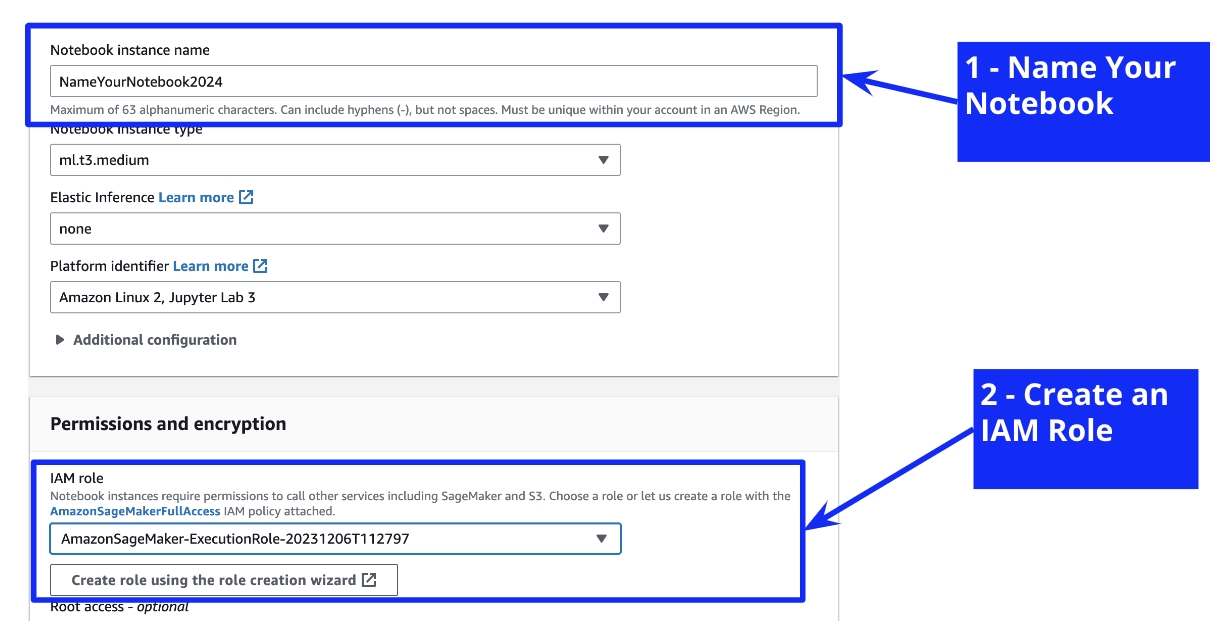 Notebook instance name
NameYourNotebook2024
Maximum of 63 alphanumeric characters. Can include hyphens (-), but not spaces. Must be unique within your account in an AWS Region.
1 - Name Your
Notebook
Notebook instance type
ml.t3.medium
Elastic Inference Learn more
none
Platform identifier Learn more
Amazon Linux 2, Jupyter Lab 3
Additional configuration
Permissions and encryption
2 - Create an
IAM Role
IAM role
Notebook instances require permissions to call other services including SageMaker and S3. Choose a role or let us create a role with the
AmazonSageMakerFullAccess IAM policy attached.
AmazonSageMaker-ExecutionRole-20231206T112797
Create role using the role creation wizard
Root access - optional